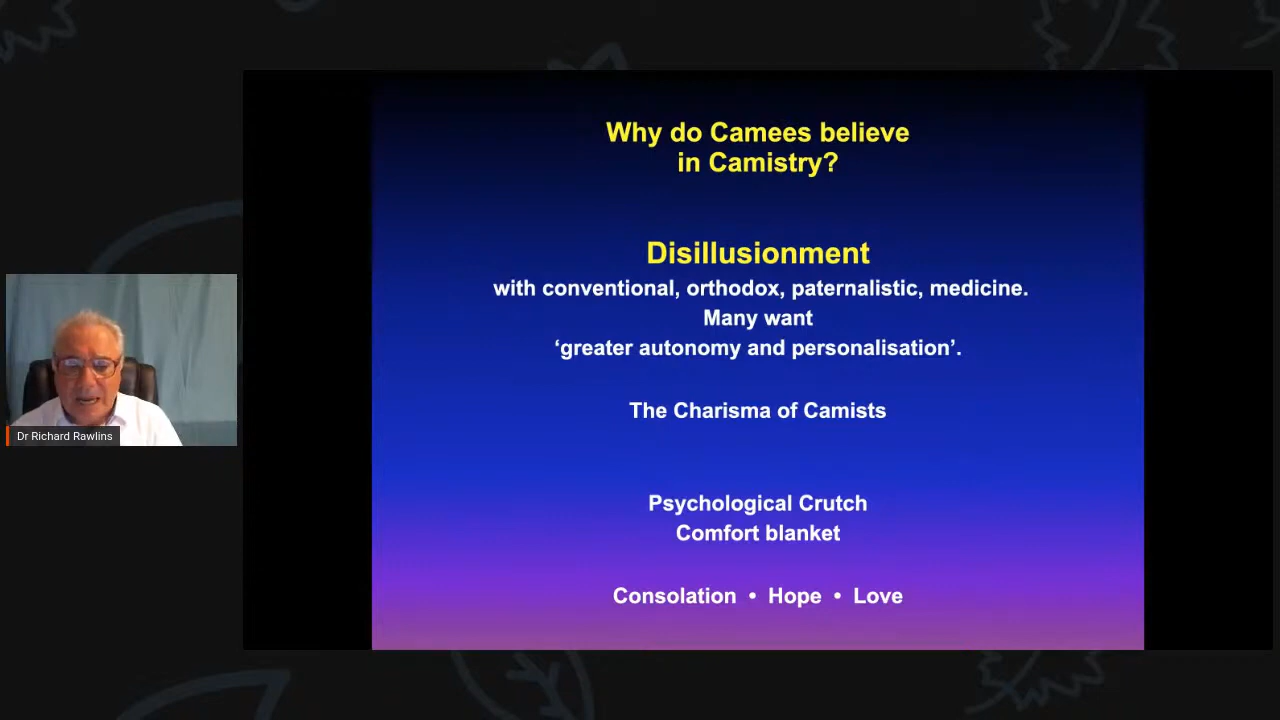 Why do Camees believe
in Camistry?
Disillusionment
with conventional, orthodox, paternalistic, medicine.
Many want
‘greater autonomy and personalisation’.
The Charisma of Camists
Psychological Crutch
Comfort blanket
Consolation • Hope • Love
Dr Richard Rawlins